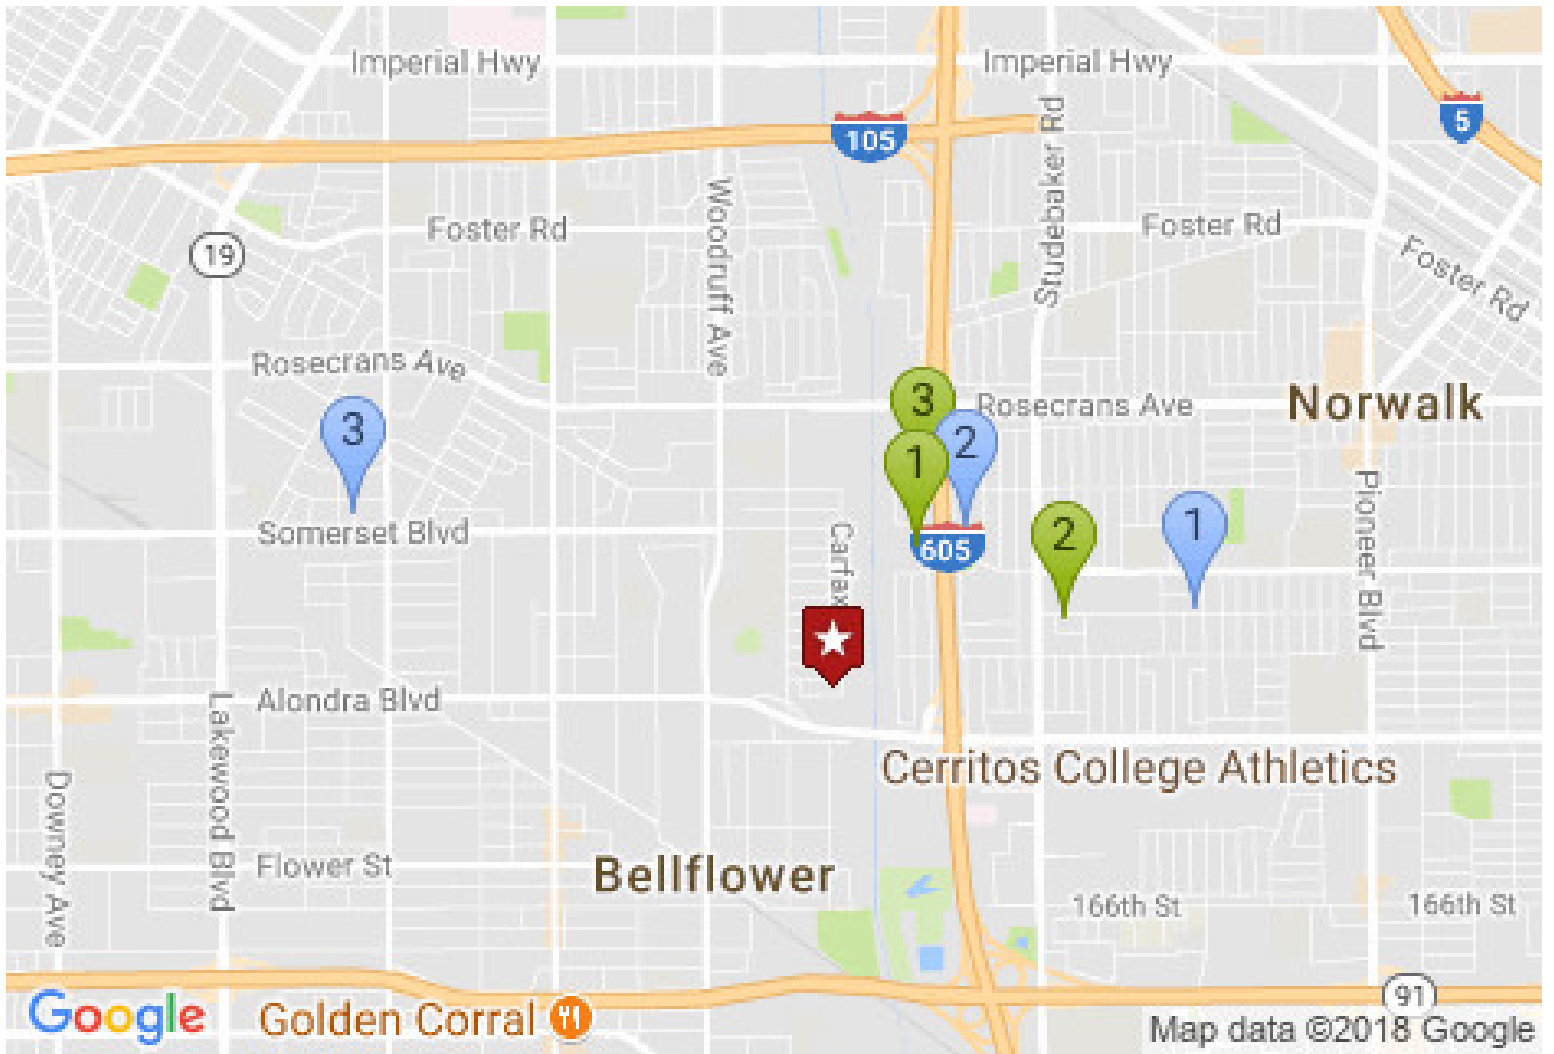 Imperial Hwy
Imperial Hwy
5
105
Studebaker Rd
Woodruff Ave
Foster Rd
Foster Rd
19
Foster Rd
Rosecrans Ave
3
3
Rosecrans Ave
Norwalk
2
1
Pioneer Blvd
1
2
Somerset Blvd
Carfax
605
Alondra Blvd
Lakewood Blvd
Cerritos College Athletics
Downey Ave
Flower St
Bellflower
166th St
166th St
91
Google
Golden Corral
Map data ©2018 Google